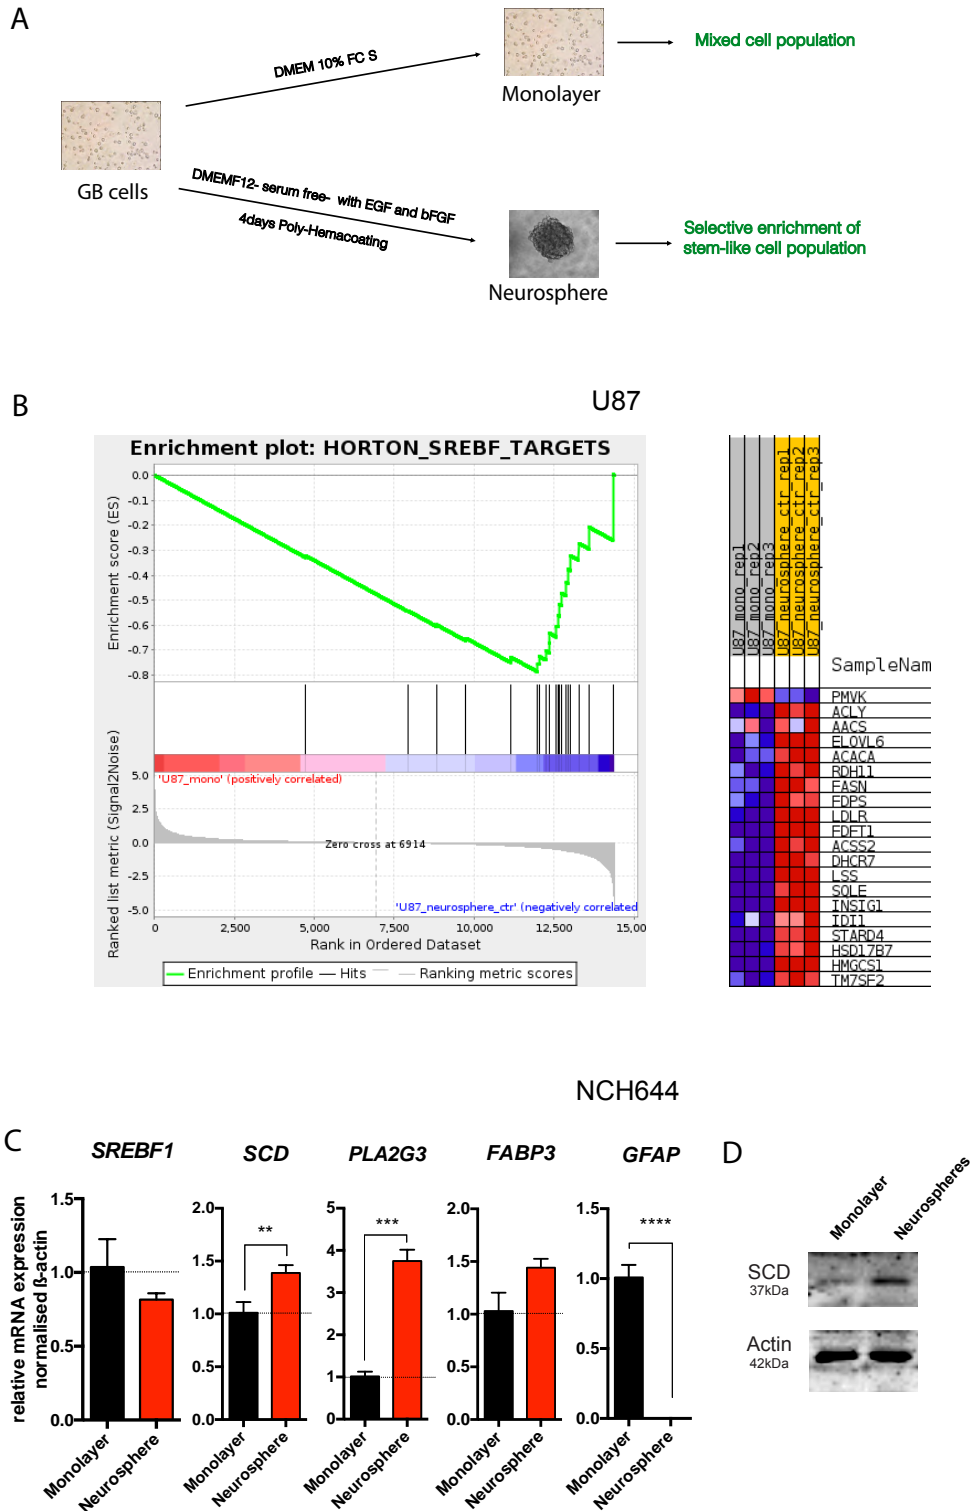 A
DMEM 10% FC S
Mixed cell population
Monolayer
GB cells
DMEMF12- serum free- with EGF and bFGF
4days Poly-Hemacoating
Selective enrichment of
stem-like cell population
Neurosphere
B
U87
Enrichment plot: HORTON_SREBF_TARGETS
Enrichment score (ES)
0.0
-0.1
-0.2
-0.3
-0.4
-0.5
-0.6
-0.7
-0.8
Ranked list metric (Signal2Noise)
5.0
2.5
0.0
-2.5
-5.0
'U87_mono' (positively correlated)
Zero cross at 6914
'U87_neurosphere_ctr' (negatively correlated
0
2,500
5,000
7,500
10,000
12,500
15,00
Rank in Ordered Dataset
Enrichment profile
Hits
Ranking metric scores
U87_mono_rep1
U87_mono_rep2
U87_mono_rep3
U87_neurosphere_ctr_rep1
U87_neurosphere_ctr_rep2
U87_neurosphere_ctr_rep3
SampleNam
PMVK
ACLY
AACS
ELOVL6
ACACA
RDH11
FASN
FDPS
LDLR
FDFT1
ACSS2
DHCR7
LSS
SQLE
INSIG1
IDI1
STARD4
HSD17B7
HMGCS1
TM7SF2
NCH644
C
relative mRNA expression
normalised ß-actin
SREBF1
1.5
1.0
0.5
0.0
Monolayer
Neurosphere
SCD
2.0
1.5
1.0
0.5
0.0
**
Monolayer
Neurosphere
PLA2G3
5
4
3
2
1
0
***
Monolayer
Neurosphere
FABP3
2.0
1.5
1.0
0.5
0.0
Monolayer
Neurosphere
GFAP
1.5
1.0
0.5
0.0
****
Monolayer
Neurosphere
D
Monolayer
Neurospheres
SCD
37kDa
Actin
42kDa